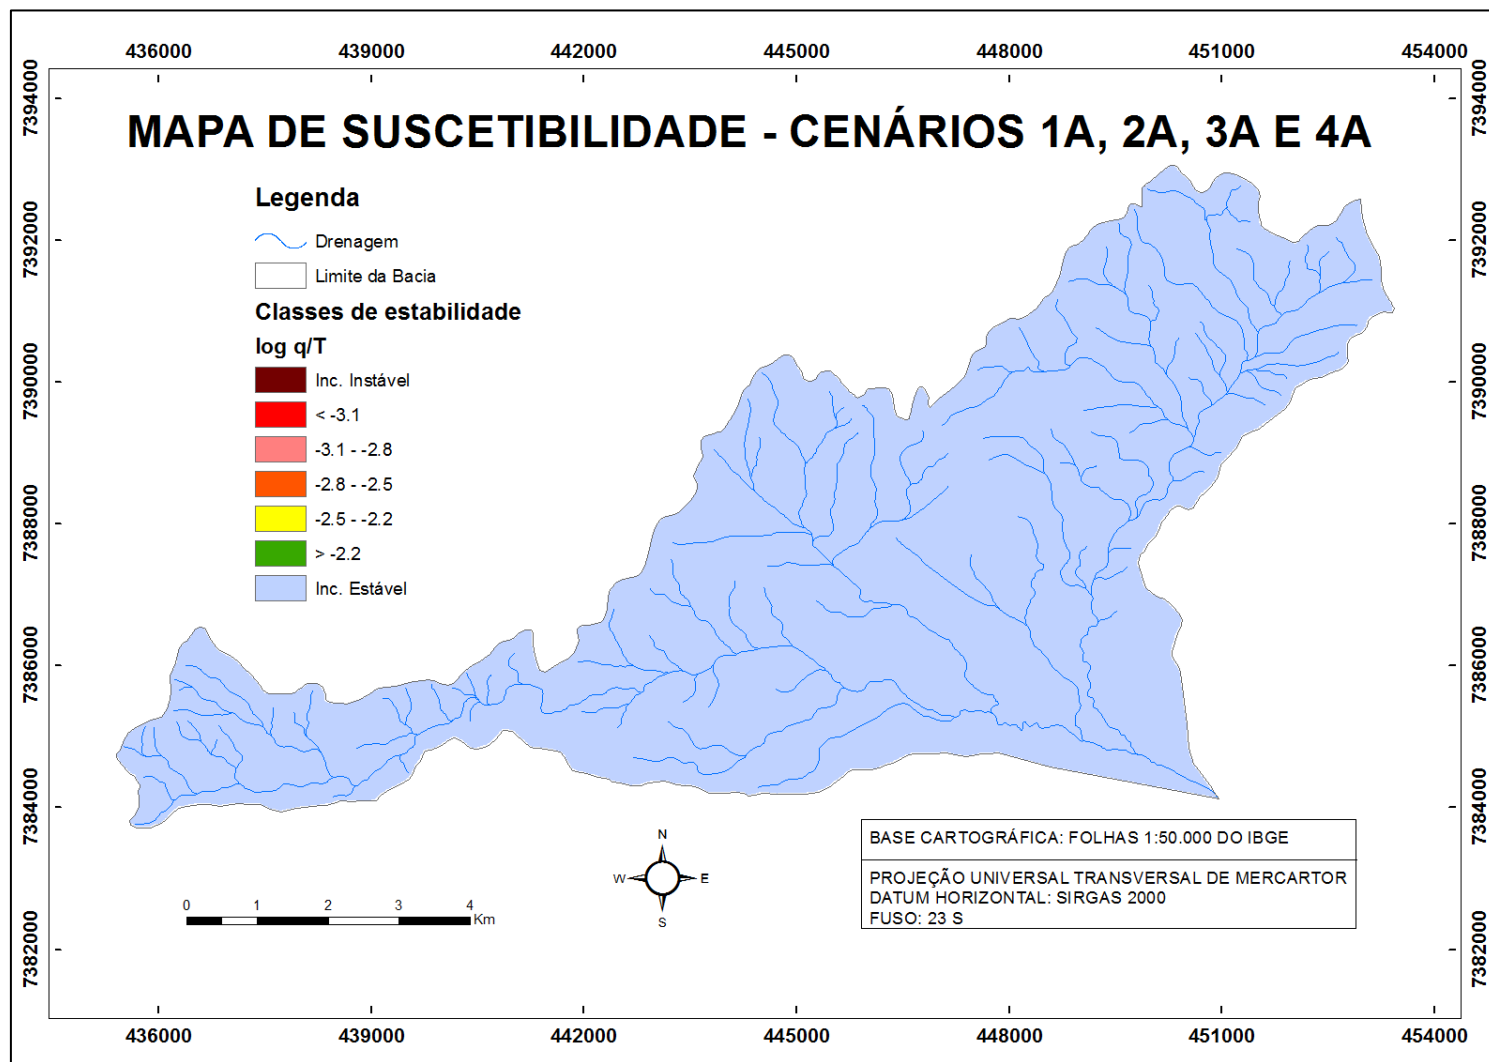 436000 439000 442000 445000 448000 451000 454000
7394000 7394000
MAPA DE SUSCETIBILIDADE - CENÁRIOS 1A, 2A, 3A E 4A
Legenda
Drenagem
Limite da Bacia
Classes de estabilidade
log q/T
Inc. Instável
< -3.1
-3.1 - -2.8
-2.8 - -2.5
-2.5 - -2.2
> -2.2
Inc. Estável
7392000 7392000
7390000 7390000
7388000 7388000
7386000 7386000
7384000 7384000
7382000 7382000
N
W E
S
0 1 2 3 4
Km
BASE CARTOGRÁFICA: FOLHAS 1:50.000 DO IBGE
PROJEÇÃO UNIVERSAL TRANSVERSAL DE MERCARTOR
DATUM HORIZONTAL: SIRGAS 2000
FUSO: 23 S
436000 439000 442000 445000 448000 451000 454000